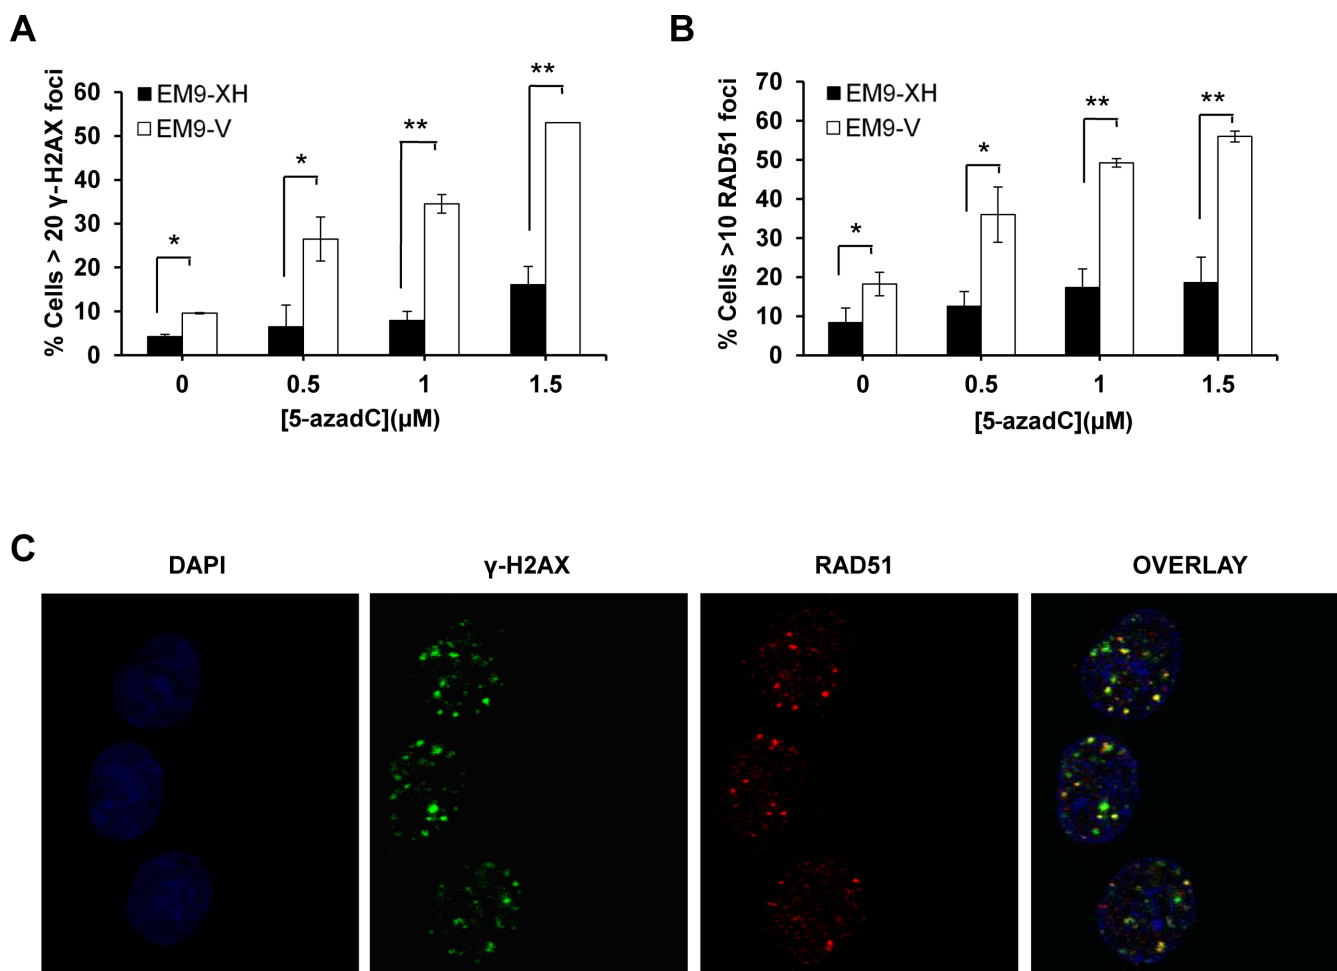 A
% Cells > 20 γ-H2AX foci
60
50
40
30
20
10
0
EM9-XH
EM9-V
*
*
**
**
0 0.5 1 1.5
[5-azadC](µM)
B
% Cells >10 RAD51 foci
70
60
50
40
30
20
10
0
EM9-XH
EM9-V
*
*
**
**
0 0.5 1 1.5
[5-azadC](µM)
C
DAPI γ-H2AX RAD51 OVERLAY